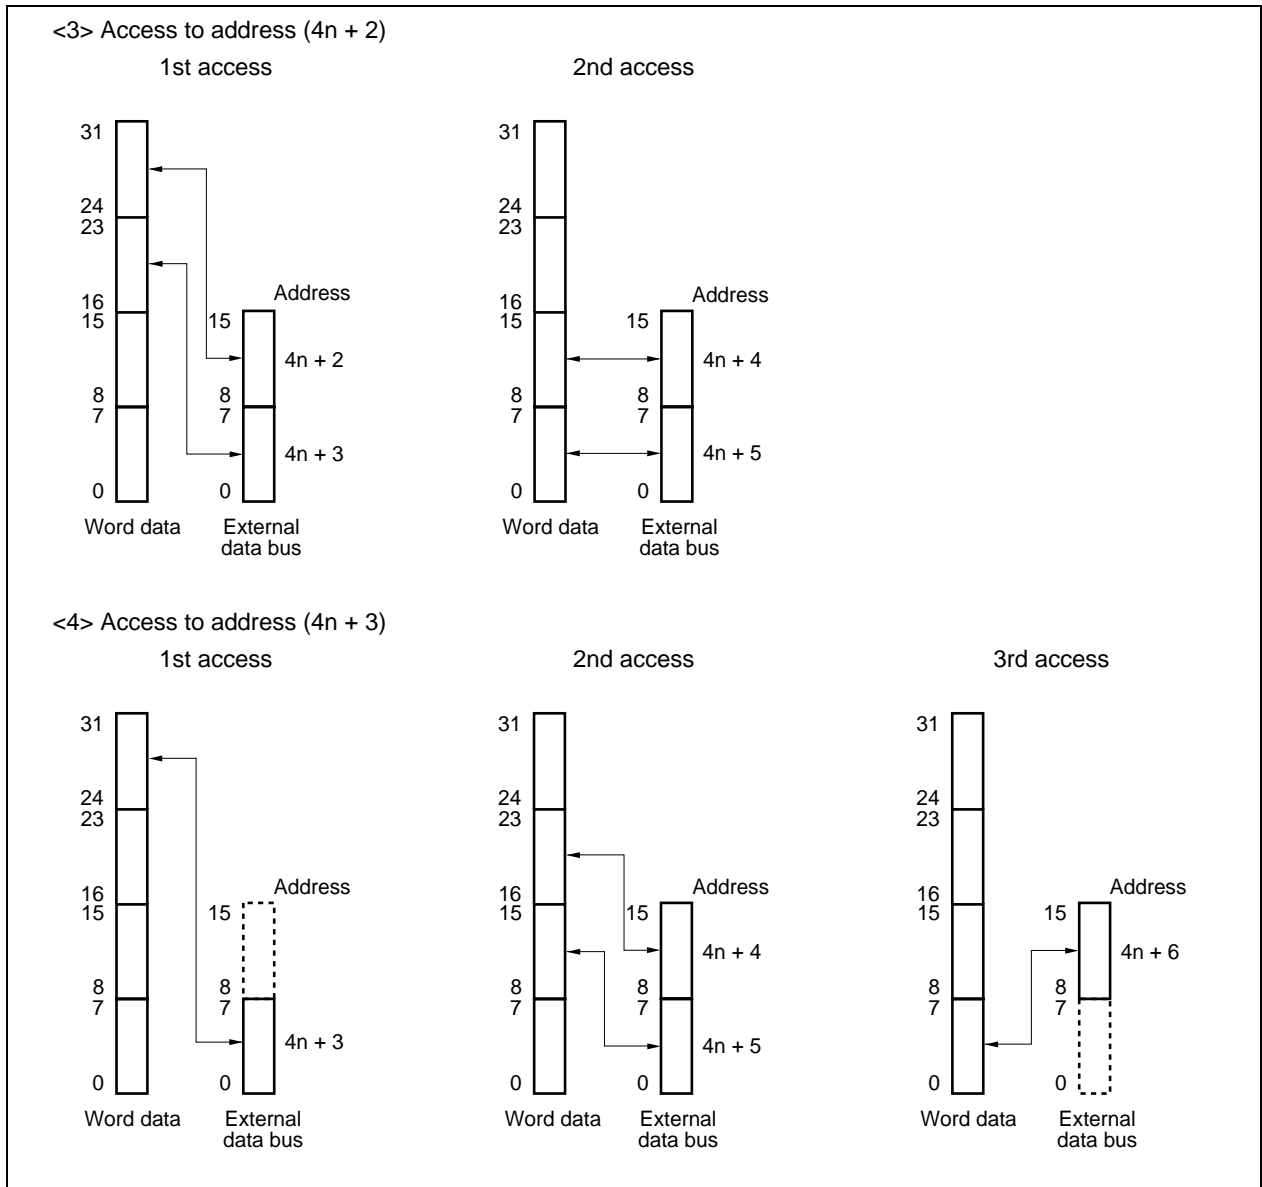 <3> Access to address (4n + 2)
1st access
2nd access
31
24
23
16
15
8
7
0
Address
15
8
7
0
4n + 2
4n + 3
Word data
External
data bus
31
24
23
16
15
8
7
0
Address
15
8
7
0
4n + 4
4n + 5
Word data
External
data bus
<4> Access to address (4n + 3)
1st access
2nd access
3rd access
31
24
23
16
15
8
7
0
Address
15
8
7
0
4n + 3
Word data
External
data bus
31
24
23
16
15
8
7
0
Address
15
8
7
0
4n + 4
4n + 5
Word data
External
data bus
31
24
23
16
15
8
7
0
Address
15
8
7
0
4n + 6
Word data
External
data bus